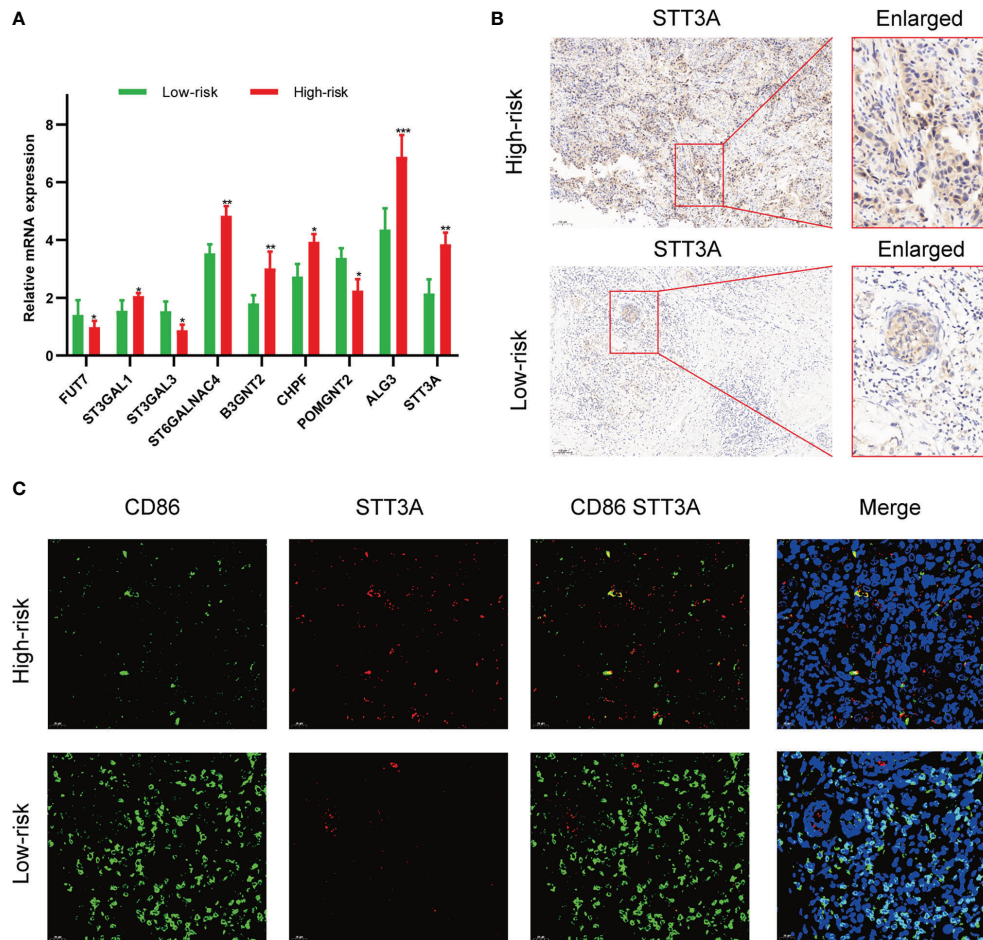 A
Low-risk High-risk
Relative mRNA expression
8
6
4
2
0
* * * ** ** * * *** **
FUT7 ST3GAL1 ST3GAL3 ST6GALNAC4 B3GNT2 CHPF POMGNT2 ALG3 STT3A
B
STT3A Enlarged
High-risk
STT3A Enlarged
Low-risk
C
CD86 STT3A CD86 STT3A Merge
High-risk
Low-risk